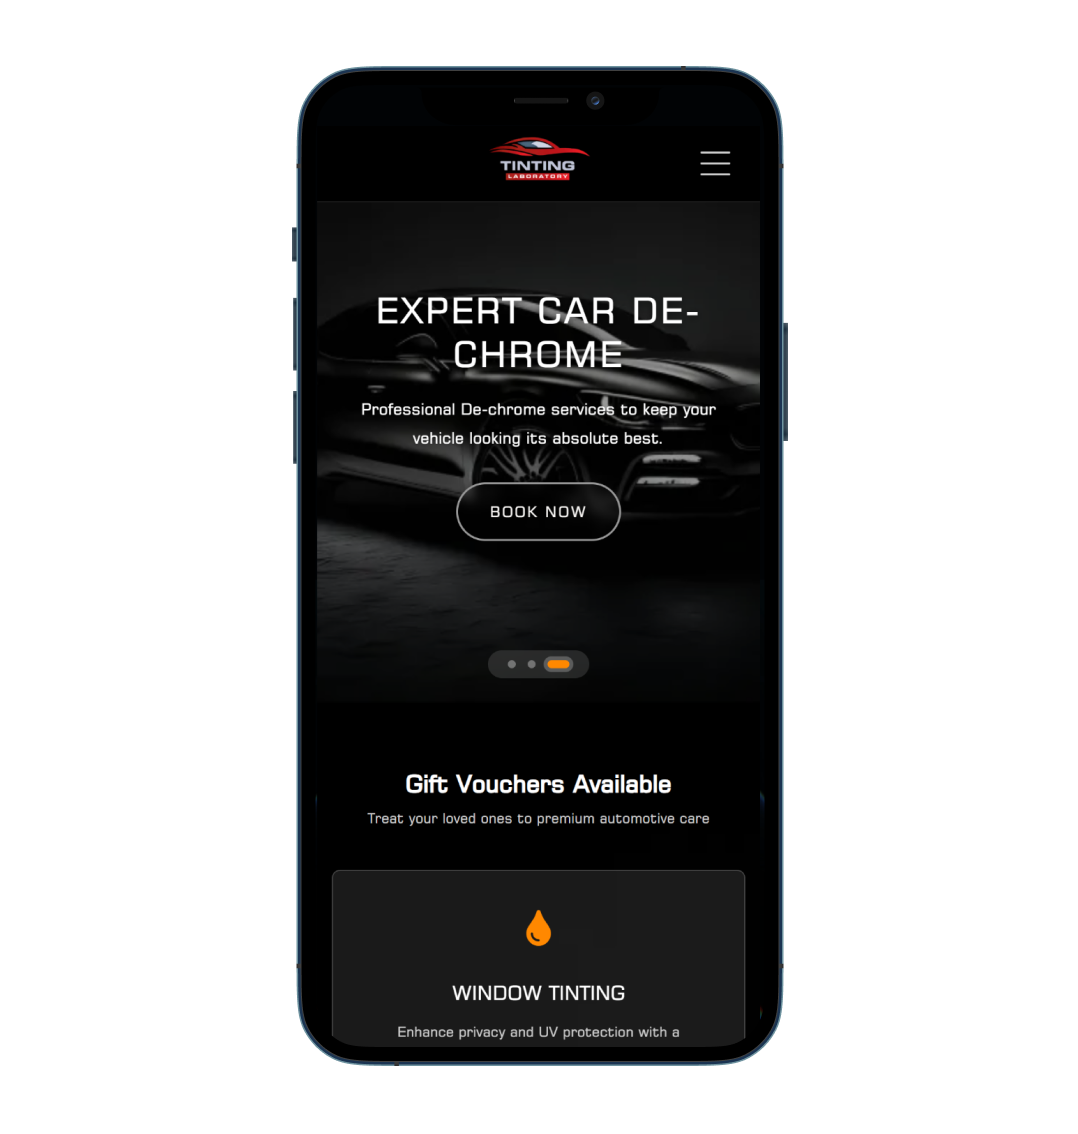 TINTING
LABORATORY
EXPERT CAR DE-
CHROME
Professional De-chrome services to keep your
vehicle looking its absolute best.
BOOK NOW
Gift Vouchers Available
Treat your loved ones to premium automotive care
WINDOW TINTING
Enhance privacy and UV protection with a